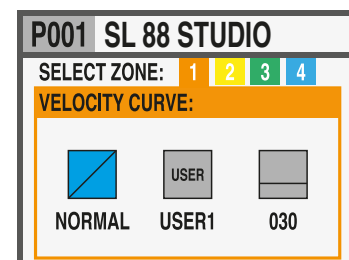 P001 SL 88 STUDIO
SELECT ZONE: 1 2 3 4
VELOCITY CURVE:
USER
NORMAL USER1 030